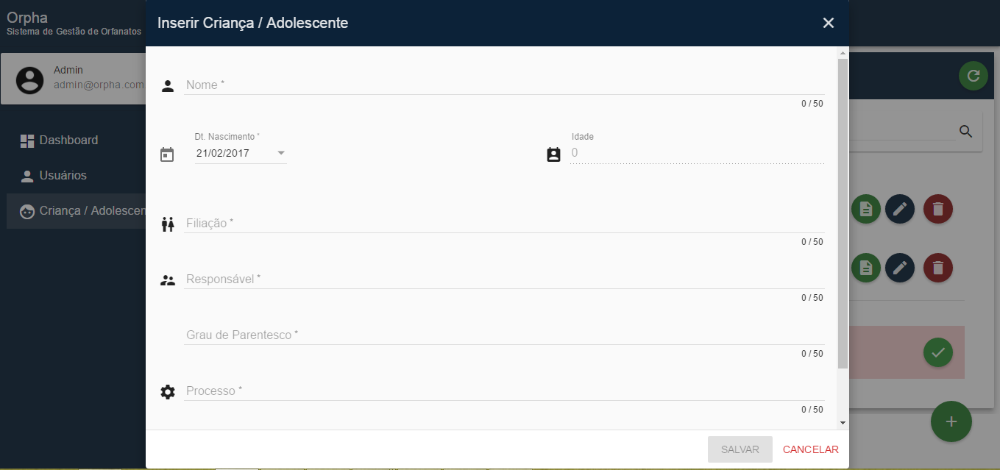 Orpha
Sistema de Gestão de Orfanatos
Admin
admin@orpha.com
Dashboard
Usuários
Criança / Adolescen
Inserir Criança / Adolescente
Nome *
0 / 50
Dt. Nascimento *
21/02/2017
Idade
0
Filiação *
0 / 50
Responsável *
0 / 50
Grau de Parentesco *
0 / 50
Processo *
0 / 50
SALVAR
CANCELAR